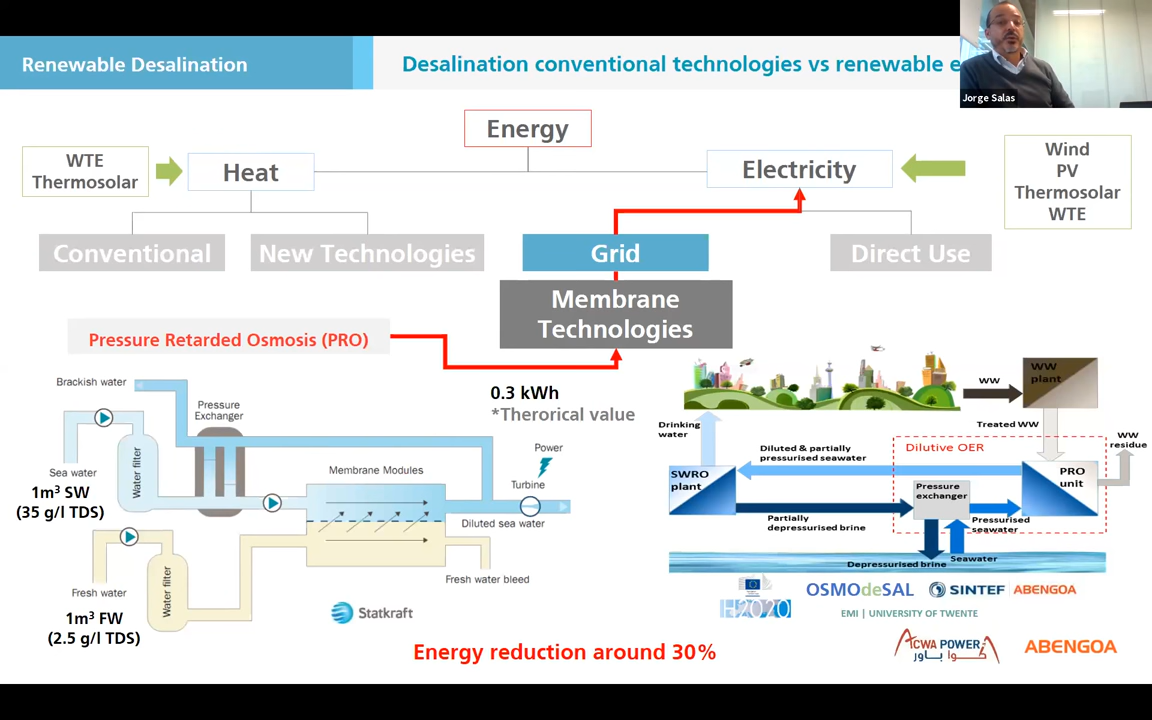 Renewable Desalination
Desalination conventional technologies vs renewable e
Jorge Salas
Energy
WTE
Thermosolar
Heat
Electricity
Wind
PV
Thermosolar
WTE
Conventional
New Technologies
Grid
Direct Use
Membrane
Technologies
Pressure Retarded Osmosis (PRO)
0.3 kWh
*Therorical value
Brackish water
Pressure
Exchanger
Water filter
Sea water
1m³ SW
(35 g/l TDS)
Membrane Modules
Power
Turbine
Diluted sea water
Fresh water bleed
Fresh water
Water filter
1m³ FW
(2.5 g/l TDS)
Statkraft
WW
WW
plant
Treated WW
WW
residue
Drinking
water
Diluted & partially
pressurised seawater
Dilutive OER
SWRO
plant
Pressure
exchanger
PRO
unit
Partially
depressurised brine
Pressurised
seawater
Seawater
Depressurised brine
H2020
OSMOdeSAL
SINTEF
ABENGOA
EMI | UNIVERSITY OF TWENTE
ACWA POWER
أكوا باور
ABENGOA
Energy reduction around 30%